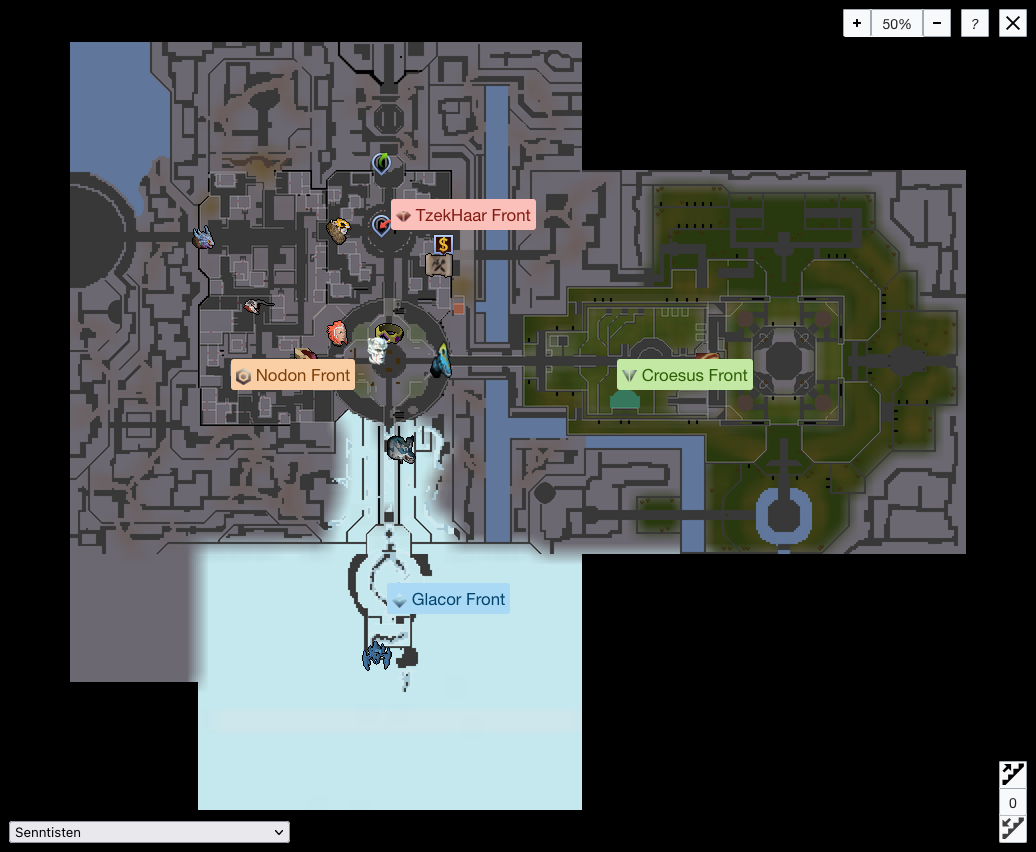 + 50% − ? ✕
TzekHaar Front
$
Nodon Front
Croesus Front
Glacor Front
0
Senntisten